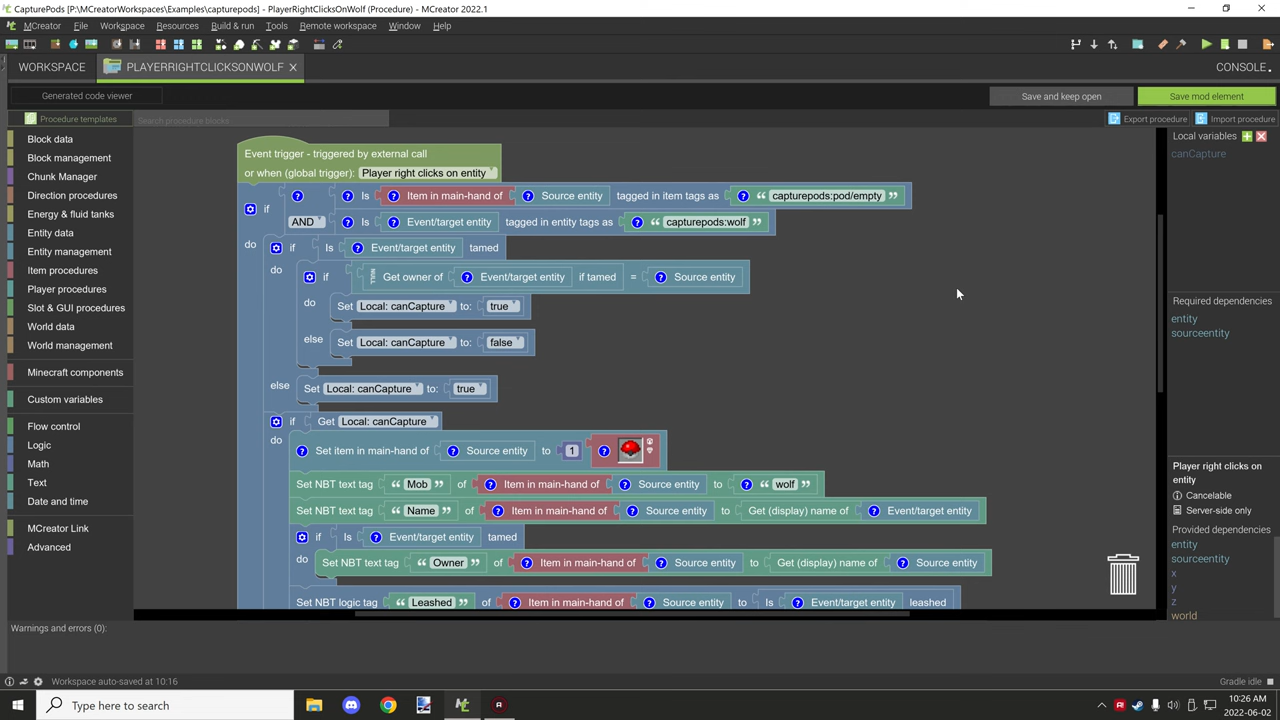 CapturePods [P:\MCreatorWorkspaces\Examples\capturepods] - PlayerRightClicksOnWolf (Procedure) - MCreator 2022.1
MCreator File Workspace Resources Build & run Tools Remote workspace Window Help
WORKSPACE PLAYERRIGHTCLICKSONWOLF CONSOLE
Generated code viewer Save and keep open Save mod element
Procedure templates Search procedure blocks Export procedure Import procedure
Block data
Block management
Chunk Manager
Direction procedures
Energy & fluid tanks
Entity data
Entity management
Item procedures
Player procedures
Slot & GUI procedures
World data
World management
Minecraft components
Custom variables
Flow control
Logic
Math
Text
Date and time
MCreator Link
Advanced
Event trigger - triggered by external call
or when (global trigger): Player right clicks on entity
if Is Item in main-hand of Source entity tagged in item tags as “ capturepods:pod/empty ”
AND Is Event/target entity tagged in entity tags as “ capturepods:wolf ”
do if Is Event/target entity tamed
do if NULL Get owner of Event/target entity if tamed = Source entity
do Set Local: canCapture to: true
else Set Local: canCapture to: false
else Set Local: canCapture to: true
if Get Local: canCapture
do Set item in main-hand of Source entity to 1
Set NBT text tag “ Mob ” of Item in main-hand of Source entity to “ wolf ”
Set NBT text tag “ Name ” of Item in main-hand of Source entity to Get (display) name of Event/target entity
if Is Event/target entity tamed
do Set NBT text tag “ Owner ” of Item in main-hand of Source entity to Get (display) name of Source entity
Set NBT logic tag “ Leashed ” of Item in main-hand of Source entity to Is Event/target entity leashed
Local variables
canCapture
Required dependencies
entity
sourceentity
Player right clicks on
entity
Cancelable
Server-side only
Provided dependencies
entity
sourceentity
x
y
z
world
Warnings and errors (0):
Workspace auto-saved at 10:16 Gradle idle
Type here to search
10:26 AM
2022-06-02